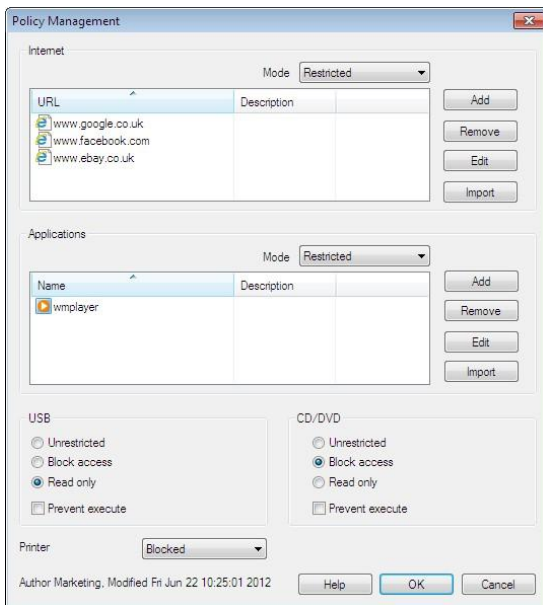 Policy Management
Internet
Mode Restricted
URL Description
www.google.co.uk
www.facebook.com
www.ebay.co.uk
Add
Remove
Edit
Import
Applications
Mode Restricted
Name Description
wmplayer
Add
Remove
Edit
Import
USB
Unrestricted
Block access
Read only
Prevent execute
CD/DVD
Unrestricted
Block access
Read only
Prevent execute
Printer Blocked
Author Marketing, Modified Fri Jun 22 10:25:01 2012
Help OK Cancel